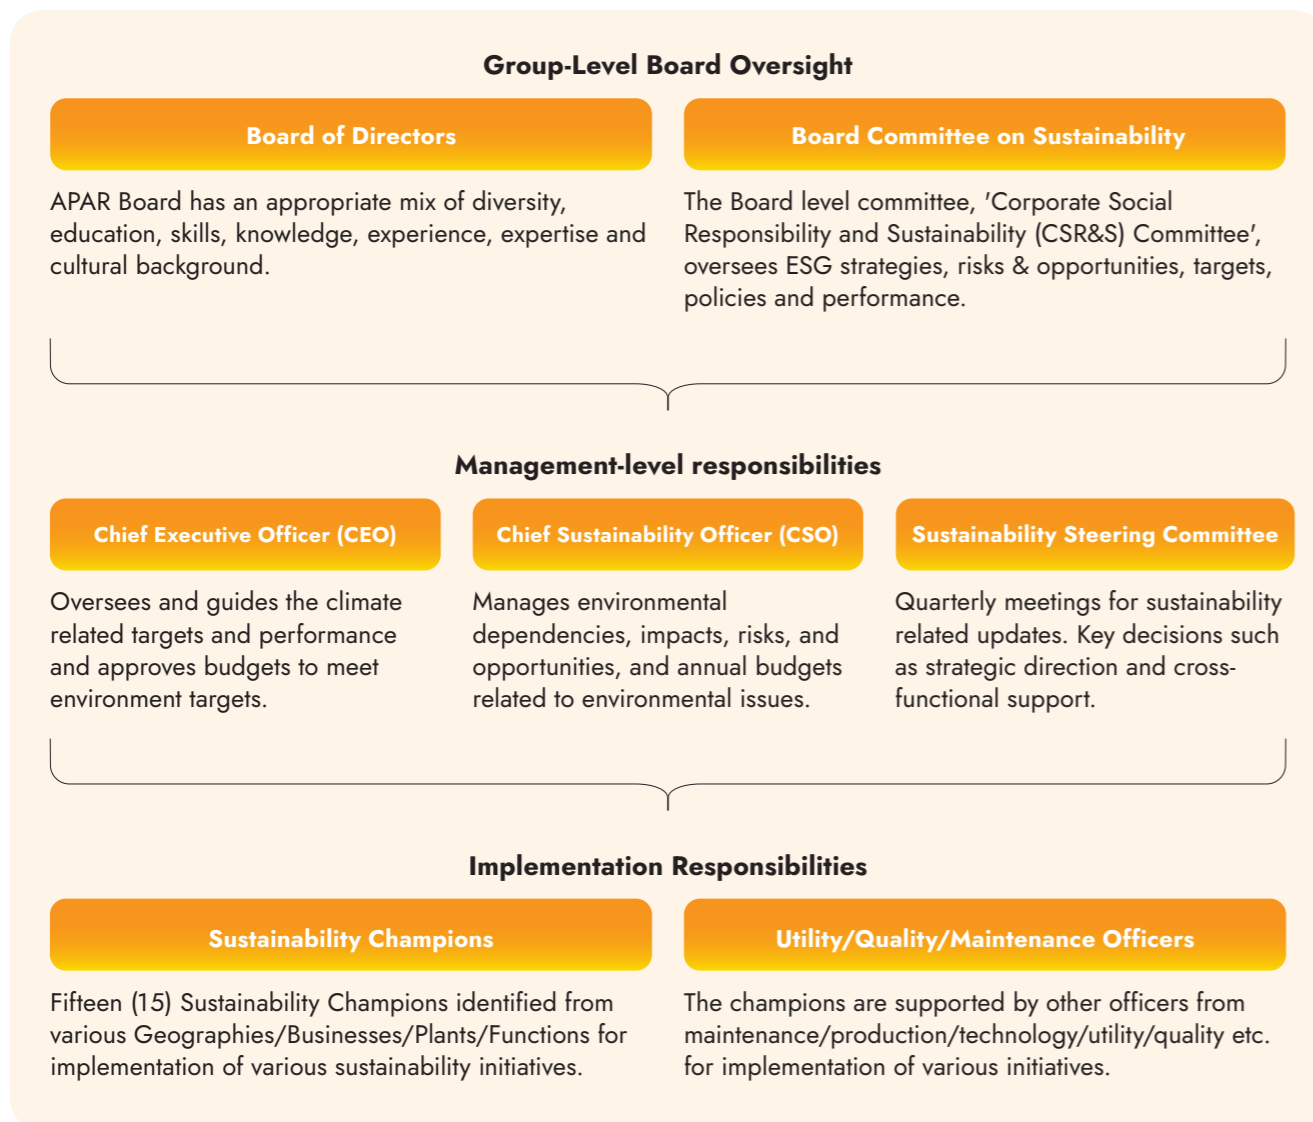 Group-Level Board Oversight
Board of Directors
APAR Board has an appropriate mix of diversity,
education, skills, knowledge, experience, expertise and
cultural background.
Board Committee on Sustainability
The Board level committee, 'Corporate Social
Responsibility and Sustainability (CSR&S) Committee',
oversees ESG strategies, risks & opportunities, targets,
policies and performance.
Management-level responsibilities
Chief Executive Officer (CEO)
Oversees and guides the climate
related targets and performance
and approves budgets to meet
environment targets.
Chief Sustainability Officer (CSO)
Manages environmental
dependencies, impacts, risks, and
opportunities, and annual budgets
related to environmental issues.
Sustainability Steering Committee
Quarterly meetings for sustainability
related updates. Key decisions such
as strategic direction and cross-
functional support.
Implementation Responsibilities
Sustainability Champions
Fifteen (15) Sustainability Champions identified from
various Geographies/Businesses/Plants/Functions for
implementation of various sustainability initiatives.
Utility/Quality/Maintenance Officers
The champions are supported by other officers from
maintenance/production/technology/utility/quality etc.
for implementation of various initiatives.